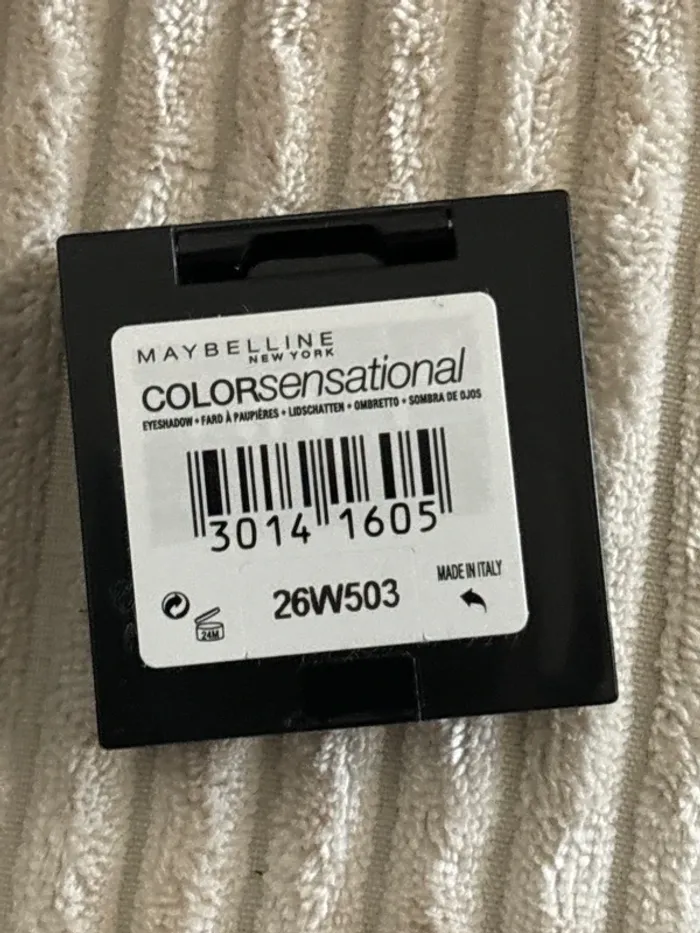 MAYBELLINE
NEW YORK
COLORsensational
EYESHADOW • FARD À PAUPIÈRES • LIDSCHATTEN • OMBRETTO • SOMBRA DE OJOS
3014 1605
MADE IN ITALY
26W503
24M